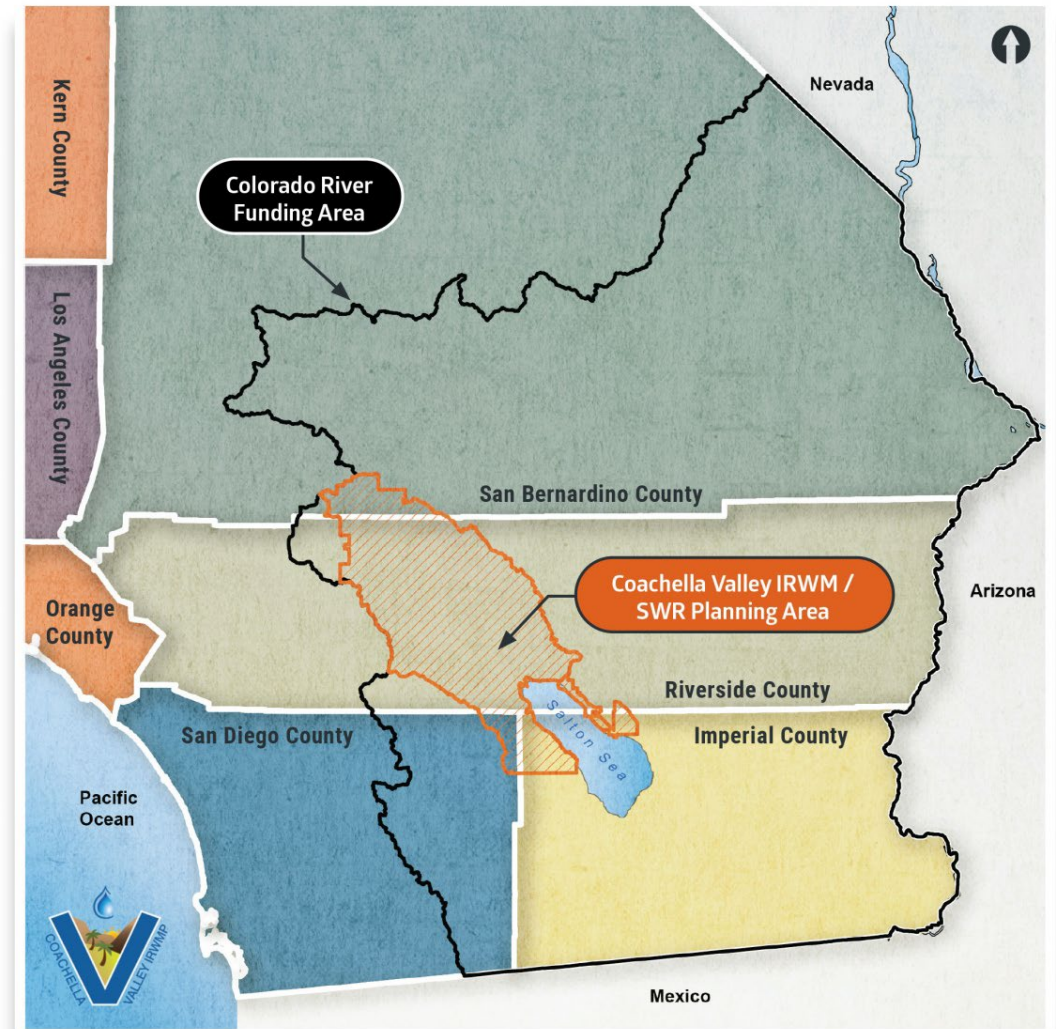 Nevada
Kern County
Colorado River
Funding Area
Los Angeles County
San Bernardino County
Coachella Valley IRWM /
SWR Planning Area
Arizona
Orange
County
Riverside County
Salton Sea
San Diego County
Imperial County
Pacific
Ocean
COACHELLA
VALLEY IRWMP
Mexico